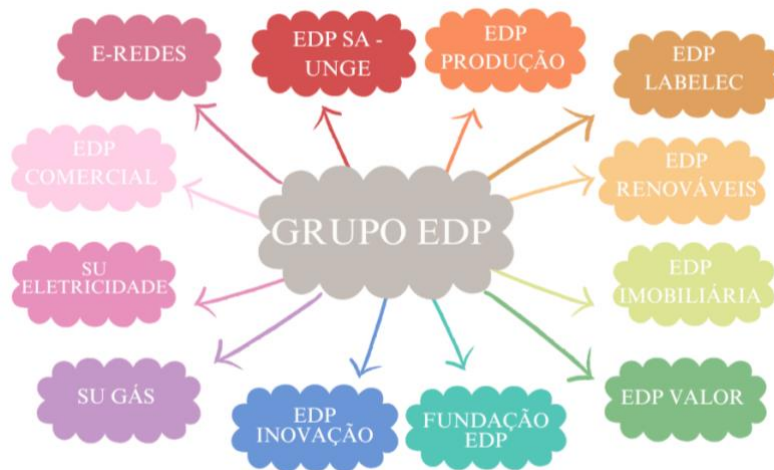 E-REDES
EDP SA -
UNGE
EDP
PRODUÇÃO
EDP
LABELEC
EDP
COMERCIAL
EDP
RENOVÁVEIS
GRUPO EDP
SU
ELETRICIDADE
EDP
IMOBILIÁRIA
SU GÁS
EDP
INOVAÇÃO
FUNDAÇÃO
EDP
EDP VALOR